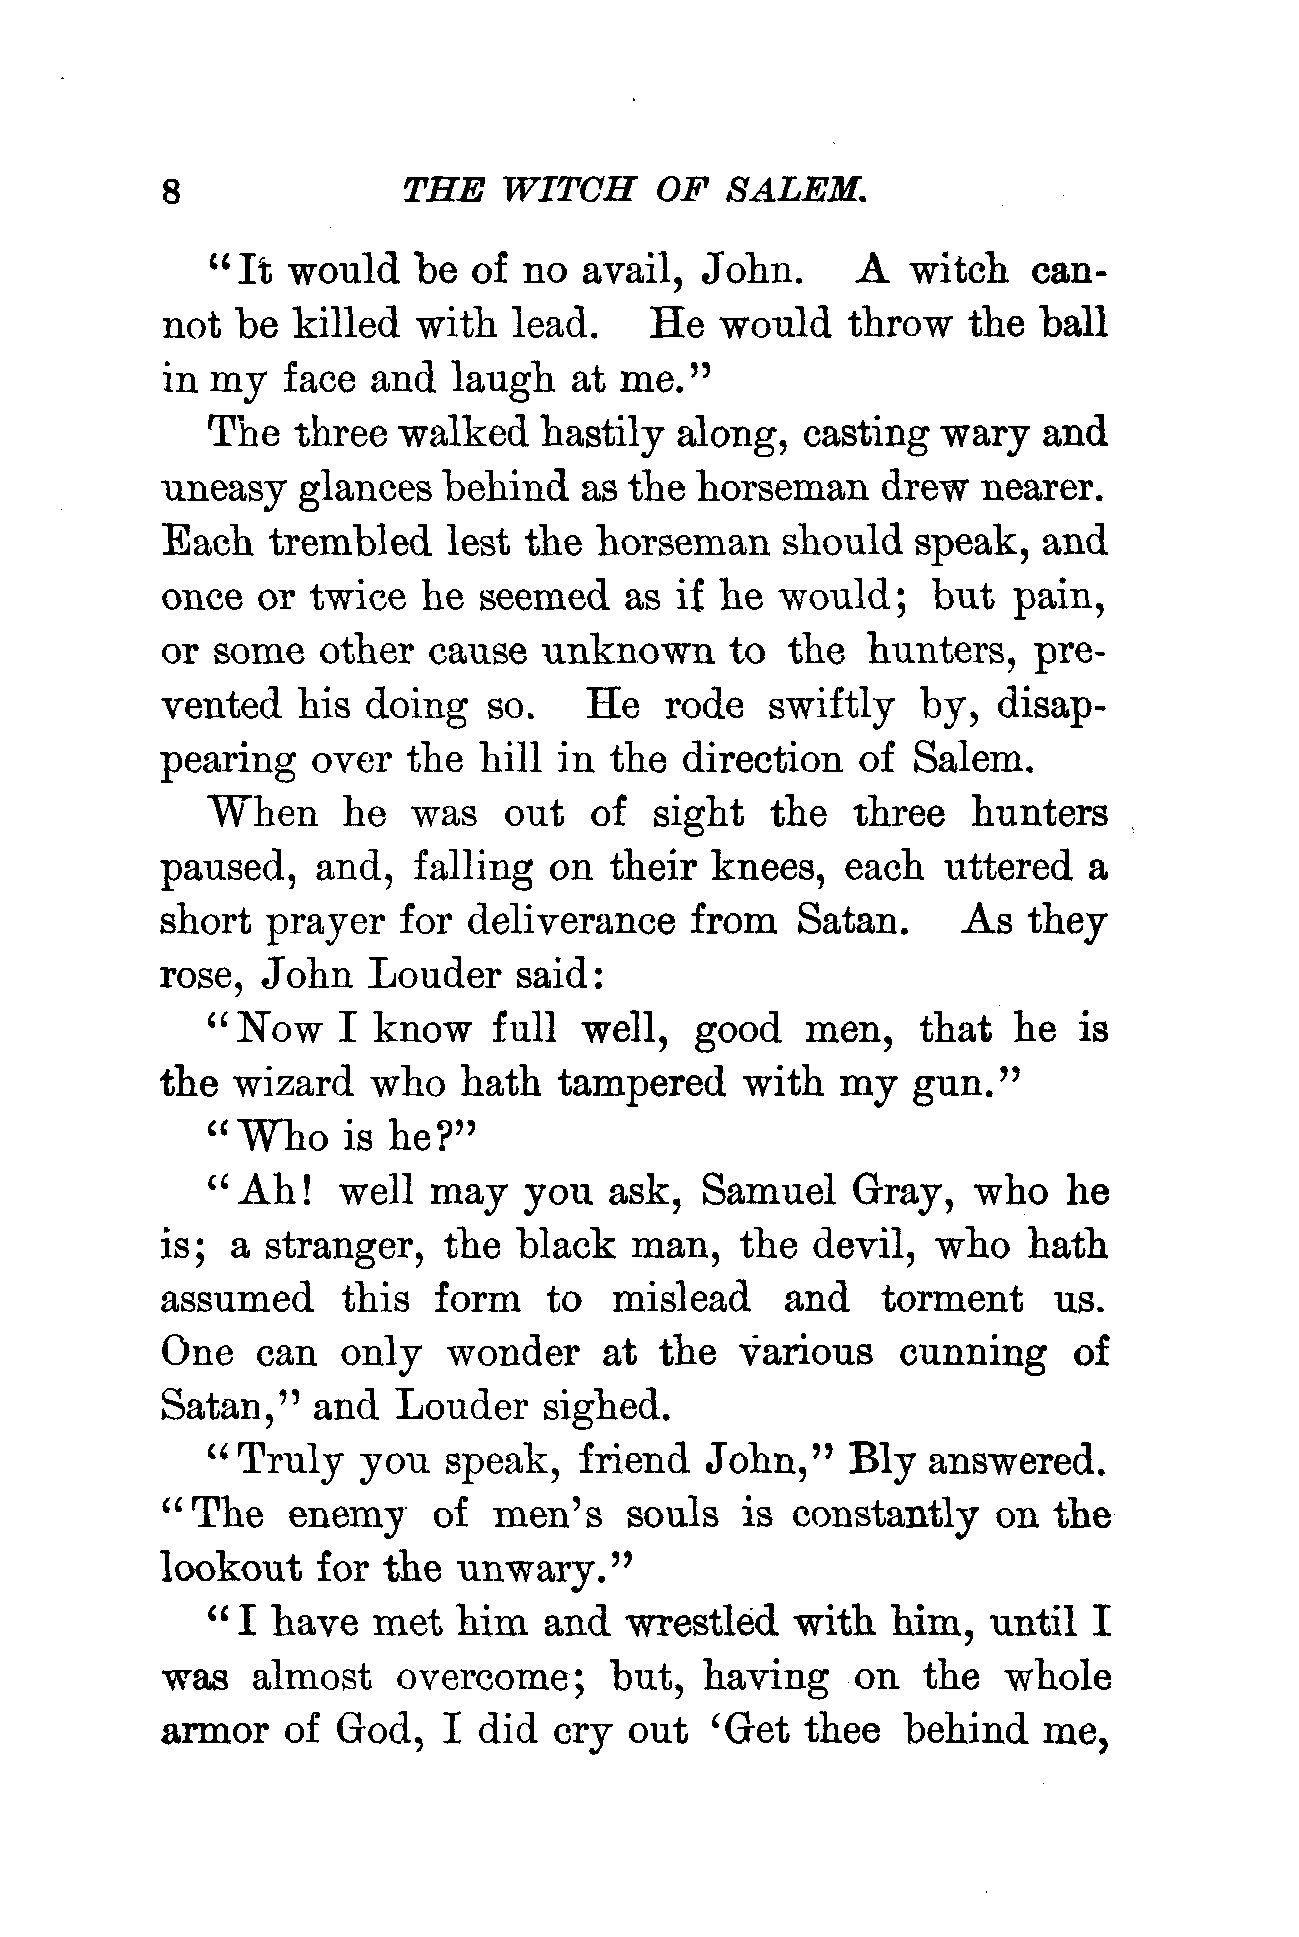 8 THE WITCH OF SALEM.
"It would be of no avail, John. A witch can-
not be killed with lead. He would throw the ball
in my face and laugh at me."
The three walked hastily along, casting wary and
uneasy glances behind as the horseman drew nearer.
Each trembled lest the horseman should speak, and
once or twice he seemed as if he would; but pain,
or some other cause unknown to the hunters, pre-
vented his doing so. He rode swiftly by, disap-
pearing over the hill in the direction of Salem.
When he was out of sight the three hunters
paused, and, falling on their knees, each uttered a
short prayer for deliverance from Satan. As they
rose, John Louder said:
"Now I know full well, good men, that he is
the wizard who hath tampered with my gun."
"Who is he?"
"Ah! well may you ask, Samuel Gray, who he
is; a stranger, the black man, the devil, who hath
assumed this form to mislead and torment us.
One can only wonder at the various cunning of
Satan," and Louder sighed.
"Truly you speak, friend John," Bly answered.
"The enemy of men's souls is constantly on the
lookout for the unwary."
"I have met him and wrestled with him, until I
was almost overcome; but, having on the whole
armor of God, I did cry out 'Get thee behind me,